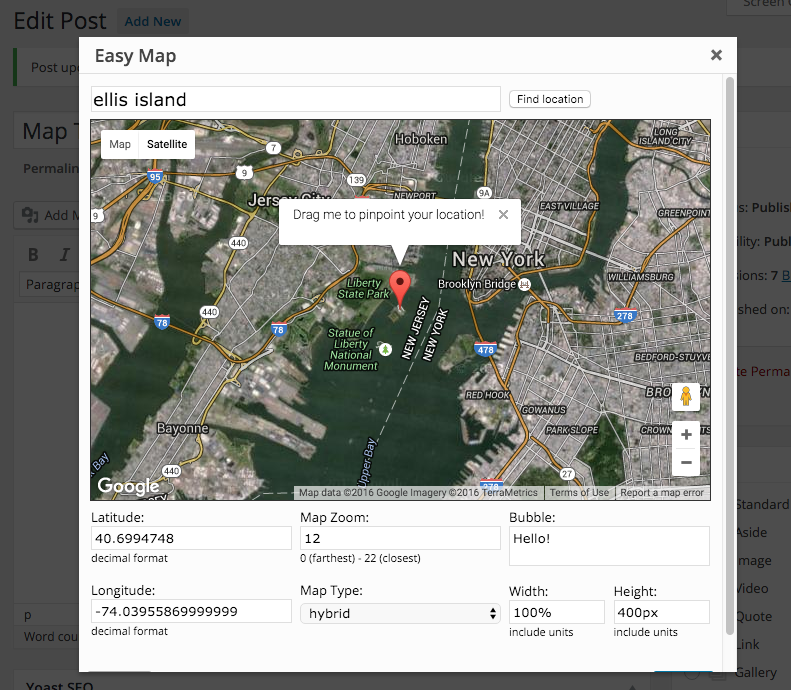 Edit Post Add New
Screen
Post up
Easy Map
ellis island
Find location
Map T
Permalin
Add M
B I
Paragrap
Map Satellite
Hoboken
LONG
ISLAND CITY
7
9
95
139
9A
9
Jersey City
NEWPORT
EAST VILLAGE
GREENPOINT
Drag me to pinpoint your location!
440
New York
WILLIAMSBURG
Liberty
State Park
Brooklyn Bridge
440
78
78
278
NEW JERSEY
NEW YORK
Statue of
Liberty
National
Monument
478
BEDFORD-STUYVE
RED HOOK
BRO
GOWANUS
Bayonne
PARK SLOPE
CROWN
440
Upper Bay
Bay
27
278
Google
Map data ©2016 Google Imagery ©2016 TerraMetrics
Terms of Use
Report a map error
s: Publis
ility: Publ
sions: 7 B
shed on:
te Perma
Latitude:
40.6994748
decimal format
Map Zoom:
12
0 (farthest) - 22 (closest)
Bubble:
Hello!
Longitude:
-74.03955869999999
decimal format
Map Type:
hybrid
Width:
100%
include units
Height:
400px
include units
Standard
Aside
mage
Video
Quote
Link
Gallery
p
Word cou
Yoast SEO